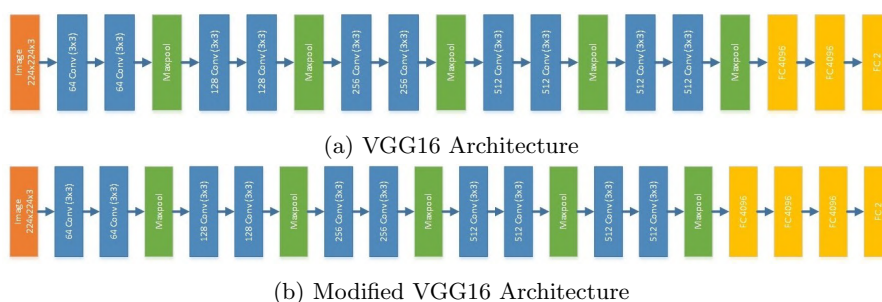 Image
224x224x3
64 Conv (3x3)
64 Conv (3x3)
Maxpool
128 Conv (3x3)
128 Conv (3x3)
Maxpool
256 Conv (3x3)
256 Conv (3x3)
Maxpool
512 Conv (3x3)
512 Conv (3x3)
Maxpool
512 Conv (3x3)
512 Conv (3x3)
Maxpool
FC 4096
FC 4096
FC 2
(a) VGG16 Architecture
Image
224x224x3
64 Conv (3x3)
64 Conv (3x3)
Maxpool
128 Conv (3x3)
128 Conv (3x3)
Maxpool
256 Conv (3x3)
256 Conv (3x3)
Maxpool
512 Conv (3x3)
512 Conv (3x3)
Maxpool
512 Conv (3x3)
512 Conv (3x3)
Maxpool
FC 4096
FC 4096
FC 4096
FC 2
(b) Modified VGG16 Architecture